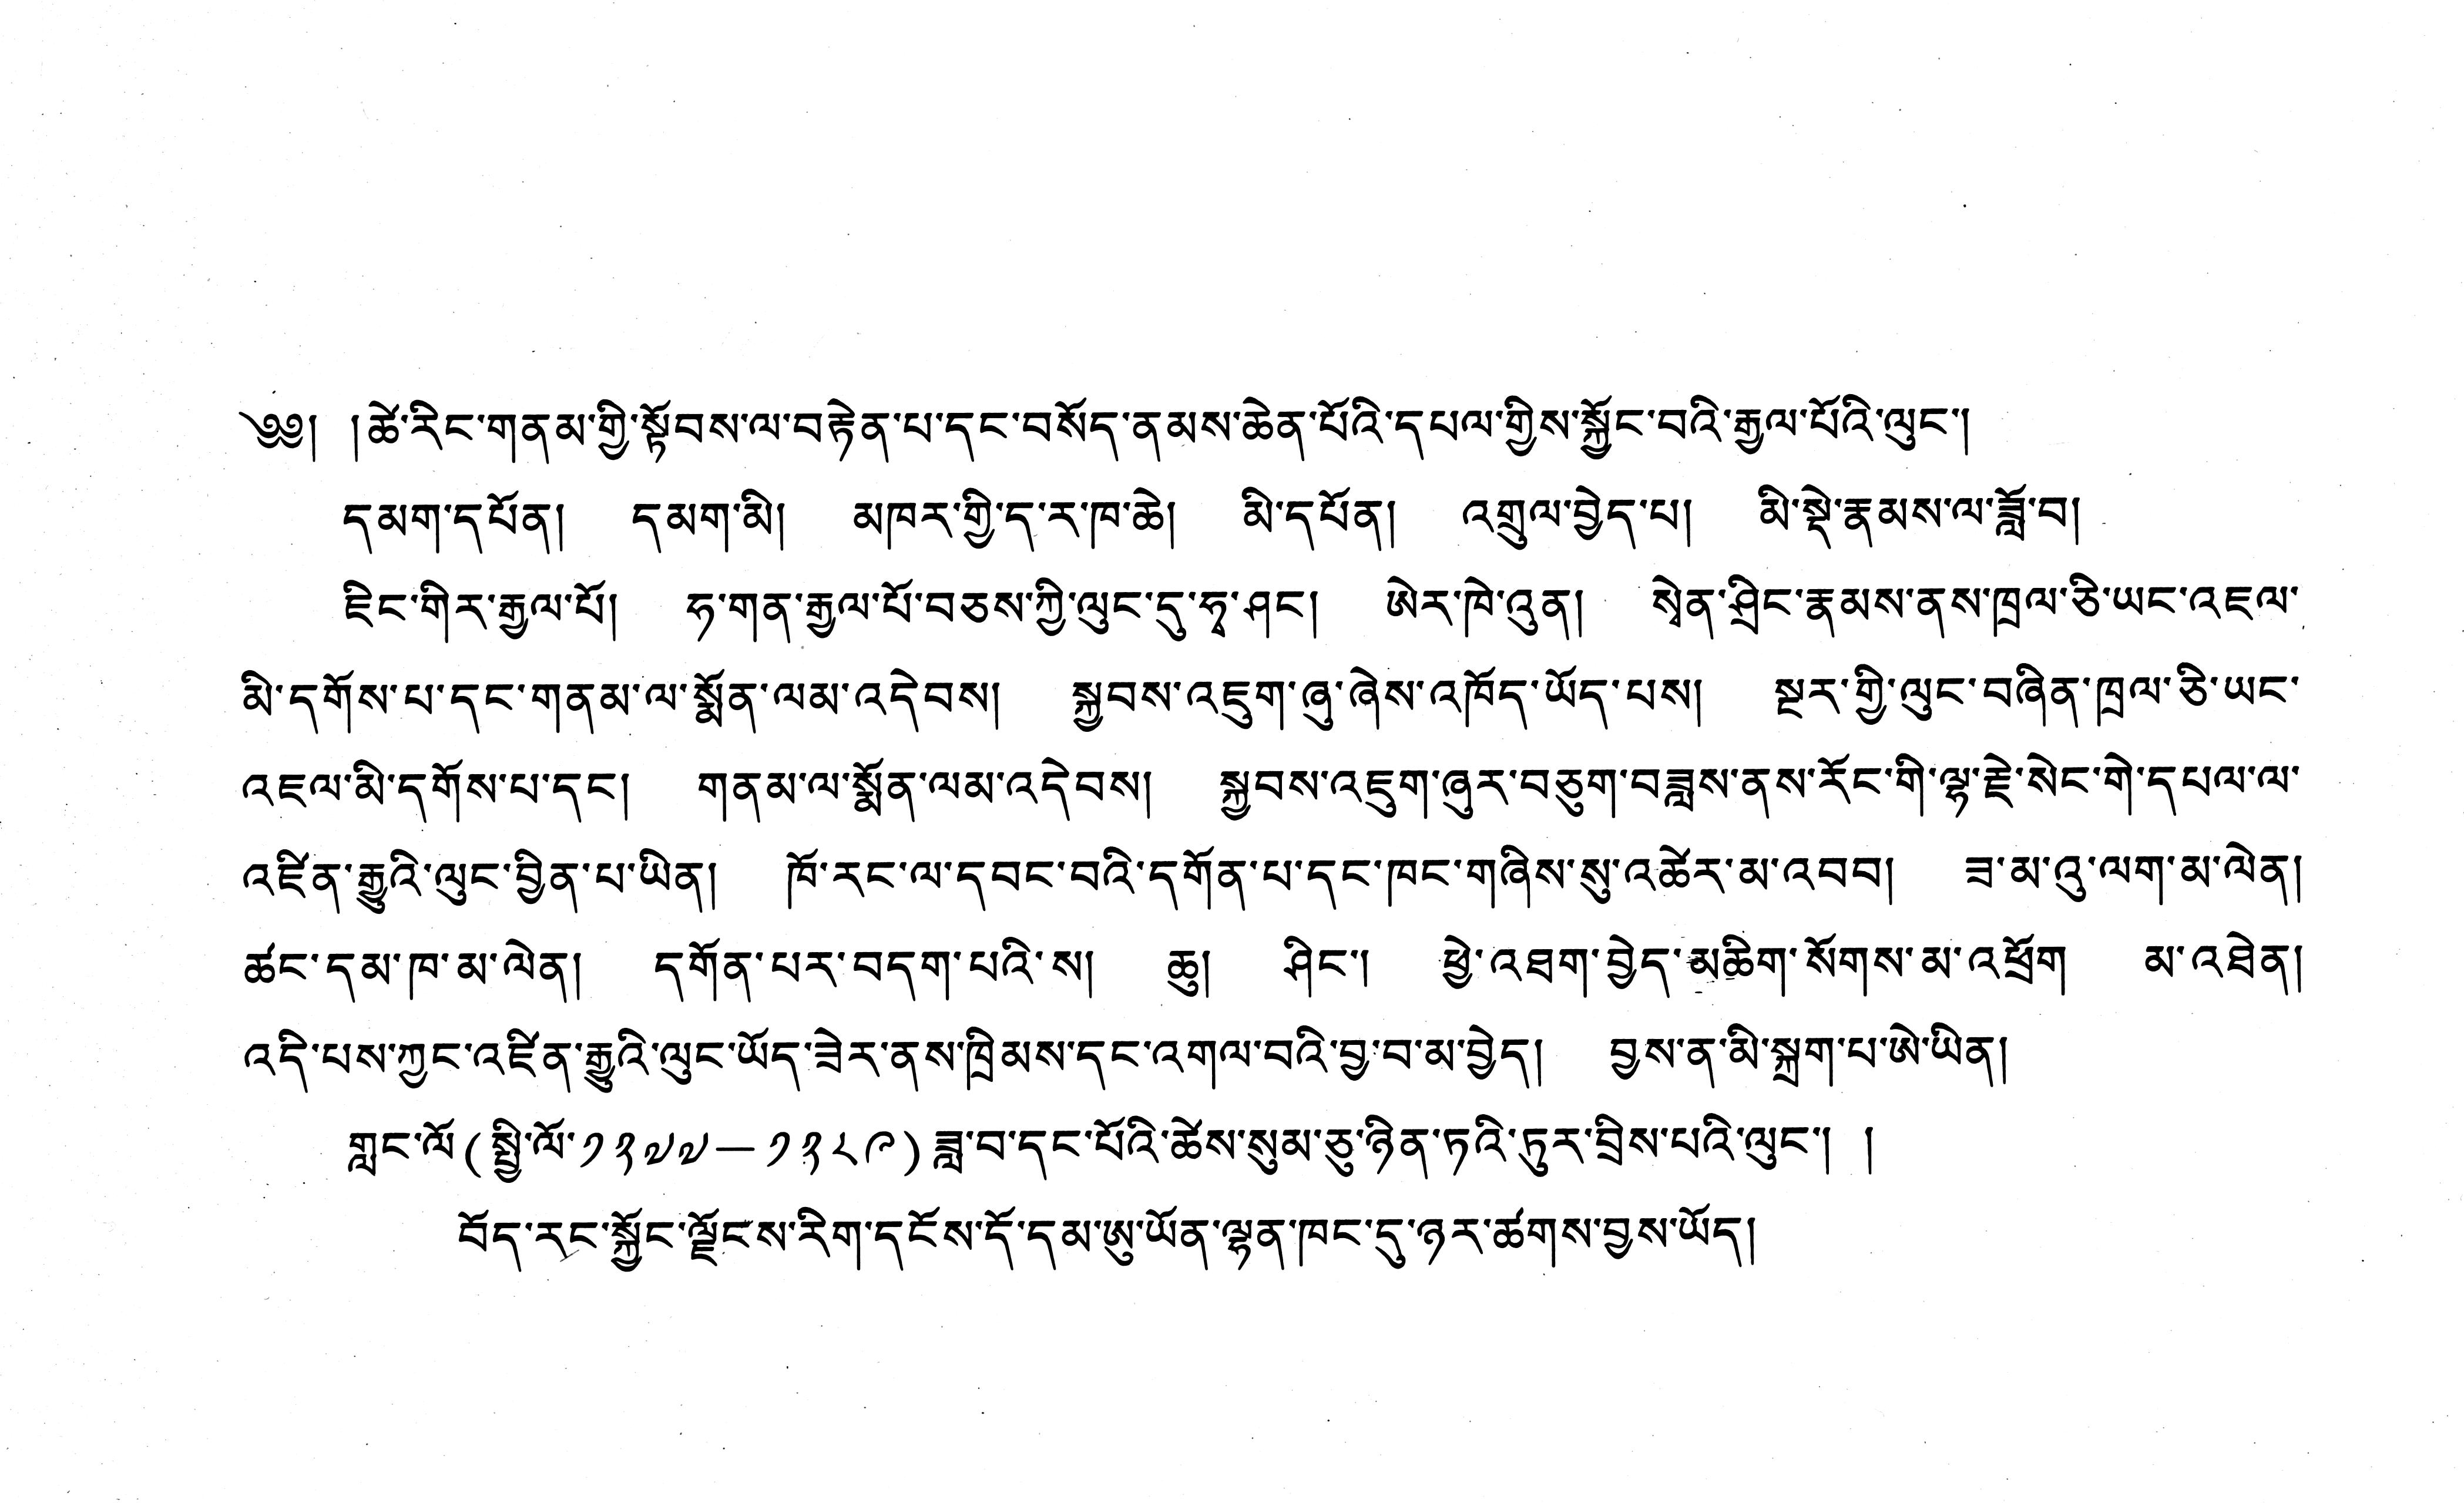 ༄༅། །ཚེ་རིང་གནམ་གྱི་སྟོབས་ལ་བརྟེན་པ་དང་བསོད་ནམས་ཆེན་པོའི་དཔལ་གྱིས་སྐྱོང་བའི་རྒྱལ་པོའི་ལུང་།
དམག་དཔོན། དམག་མི། མཁར་གྱི་ད་ར་ཁ་ཆེ། མི་དཔོན། འགྲུལ་བྱེད་པ། མི་སྡེ་རྣམས་ལ་ཟློ་བ།
ཇིང་གིར་རྒྱལ་པོ། ཧ་གན་རྒྱལ་པོ་བཅས་ཀྱི་ལུང་དུ་ཧྭ་ཤང། ཨེར་ཁེ་འུན། སྭེན་ཤྲིང་རྣམས་ནས་ཁྲལ་ཅི་ཡང་འཇལ་
མི་དགོས་པ་དང་གནམ་ལ་སྨོན་ལམ་འདེབས། སྐྱབས་འཇུག་ཞུ་ཞེས་འཁོད་ཡོད་པས། སྔར་གྱི་ལུང་བཞིན་ཁྲལ་ཅི་ཡང་
འཇལ་མི་དགོས་པ་དང། གནམ་ལ་སྨོན་ལམ་འདེབས། སྐྱབས་འཇུག་ཞུར་བཅུག་བཟླས་ནས་རོང་གི་ལྷ་རྗེ་སེང་གེ་དཔལ་ལ་
འཛིན་རྒྱུའི་ལུང་བྱིན་པ་ཡིན། ཁོ་རང་ལ་དབང་བའི་དགོན་པ་དང་ཁང་གཞིས་སུ་འཚེར་མ་འབབ། ཟ་མ་འུ་ལག་མ་ལེན།
ཚང་དམ་ཁ་མ་ལེན། དགོན་པར་བདག་པའི་ས། ཆུ། ཤིང་། ཕྱེ་འཐག་བྱེད་མཆིག་སོགས་མ་འཕྲོག མ་འཐེན།
འདི་པས་ཀྱང་འཛིན་རྒྱུའི་ལུང་ཡོད་ཟེར་ནས་ཁྲིམས་དང་འགལ་བའི་བྱ་བ་མ་བྱེད། བྱས་ན་མི་སྐྲག་པ་ཨེ་ཡིན།
གླང་ལོ(སྤྱི་ལོ་༡༢༧༧—༡༢༨༩)ཟླ་བ་དང་པོའི་ཚེས་སུམ་ཅུ་ཉིན་ཏའི་ཏུར་བྲིས་པའི་ལུང་། །
བོད་རང་སྐྱོང་ལྗོངས་རིག་དངོས་དོ་དམ་ཨུ་ཡོན་ལྷན་ཁང་དུ་ཉར་ཚགས་བྱས་ཡོད།